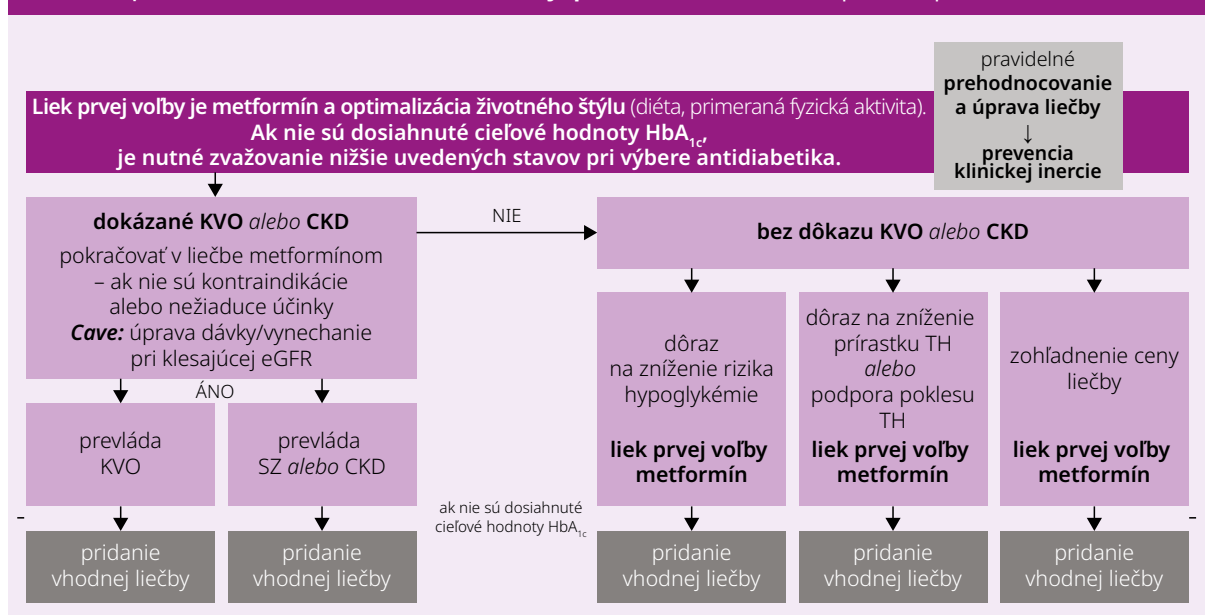 pravidelné
prehodnocovanie
a úprava liečby
↓
prevencia
klinickej inercie
Liek prvej voľby je metformín a optimalizácia životného štýlu (diéta, primeraná fyzická aktivita).
Ak nie sú dosiahnuté cieľové hodnoty HbA1c,
je nutné zvažovanie nižšie uvedených stavov pri výbere antidiabetika.
dokázané KVO alebo CKD
pokračovať v liečbe metformínom
– ak nie sú kontraindikácie
alebo nežiaduce účinky
Cave: úprava dávky/vynechanie
pri klesajúcej eGFR
NIE
bez dôkazu KVO alebo CKD
ÁNO
prevláda
KVO
prevláda
SZ alebo CKD
dôraz
na zníženie rizika
hypoglykémie
liek prvej voľby
metformín
dôraz na zníženie
prírastku TH
alebo
podpora poklesu
TH
liek prvej voľby
metformín
zohľadnenie ceny
liečby
liek prvej voľby
metformín
ak nie sú dosiahnuté
cieľové hodnoty HbA1c
pridanie
vhodnej liečby
pridanie
vhodnej liečby
pridanie
vhodnej liečby
pridanie
vhodnej liečby
pridanie
vhodnej liečby